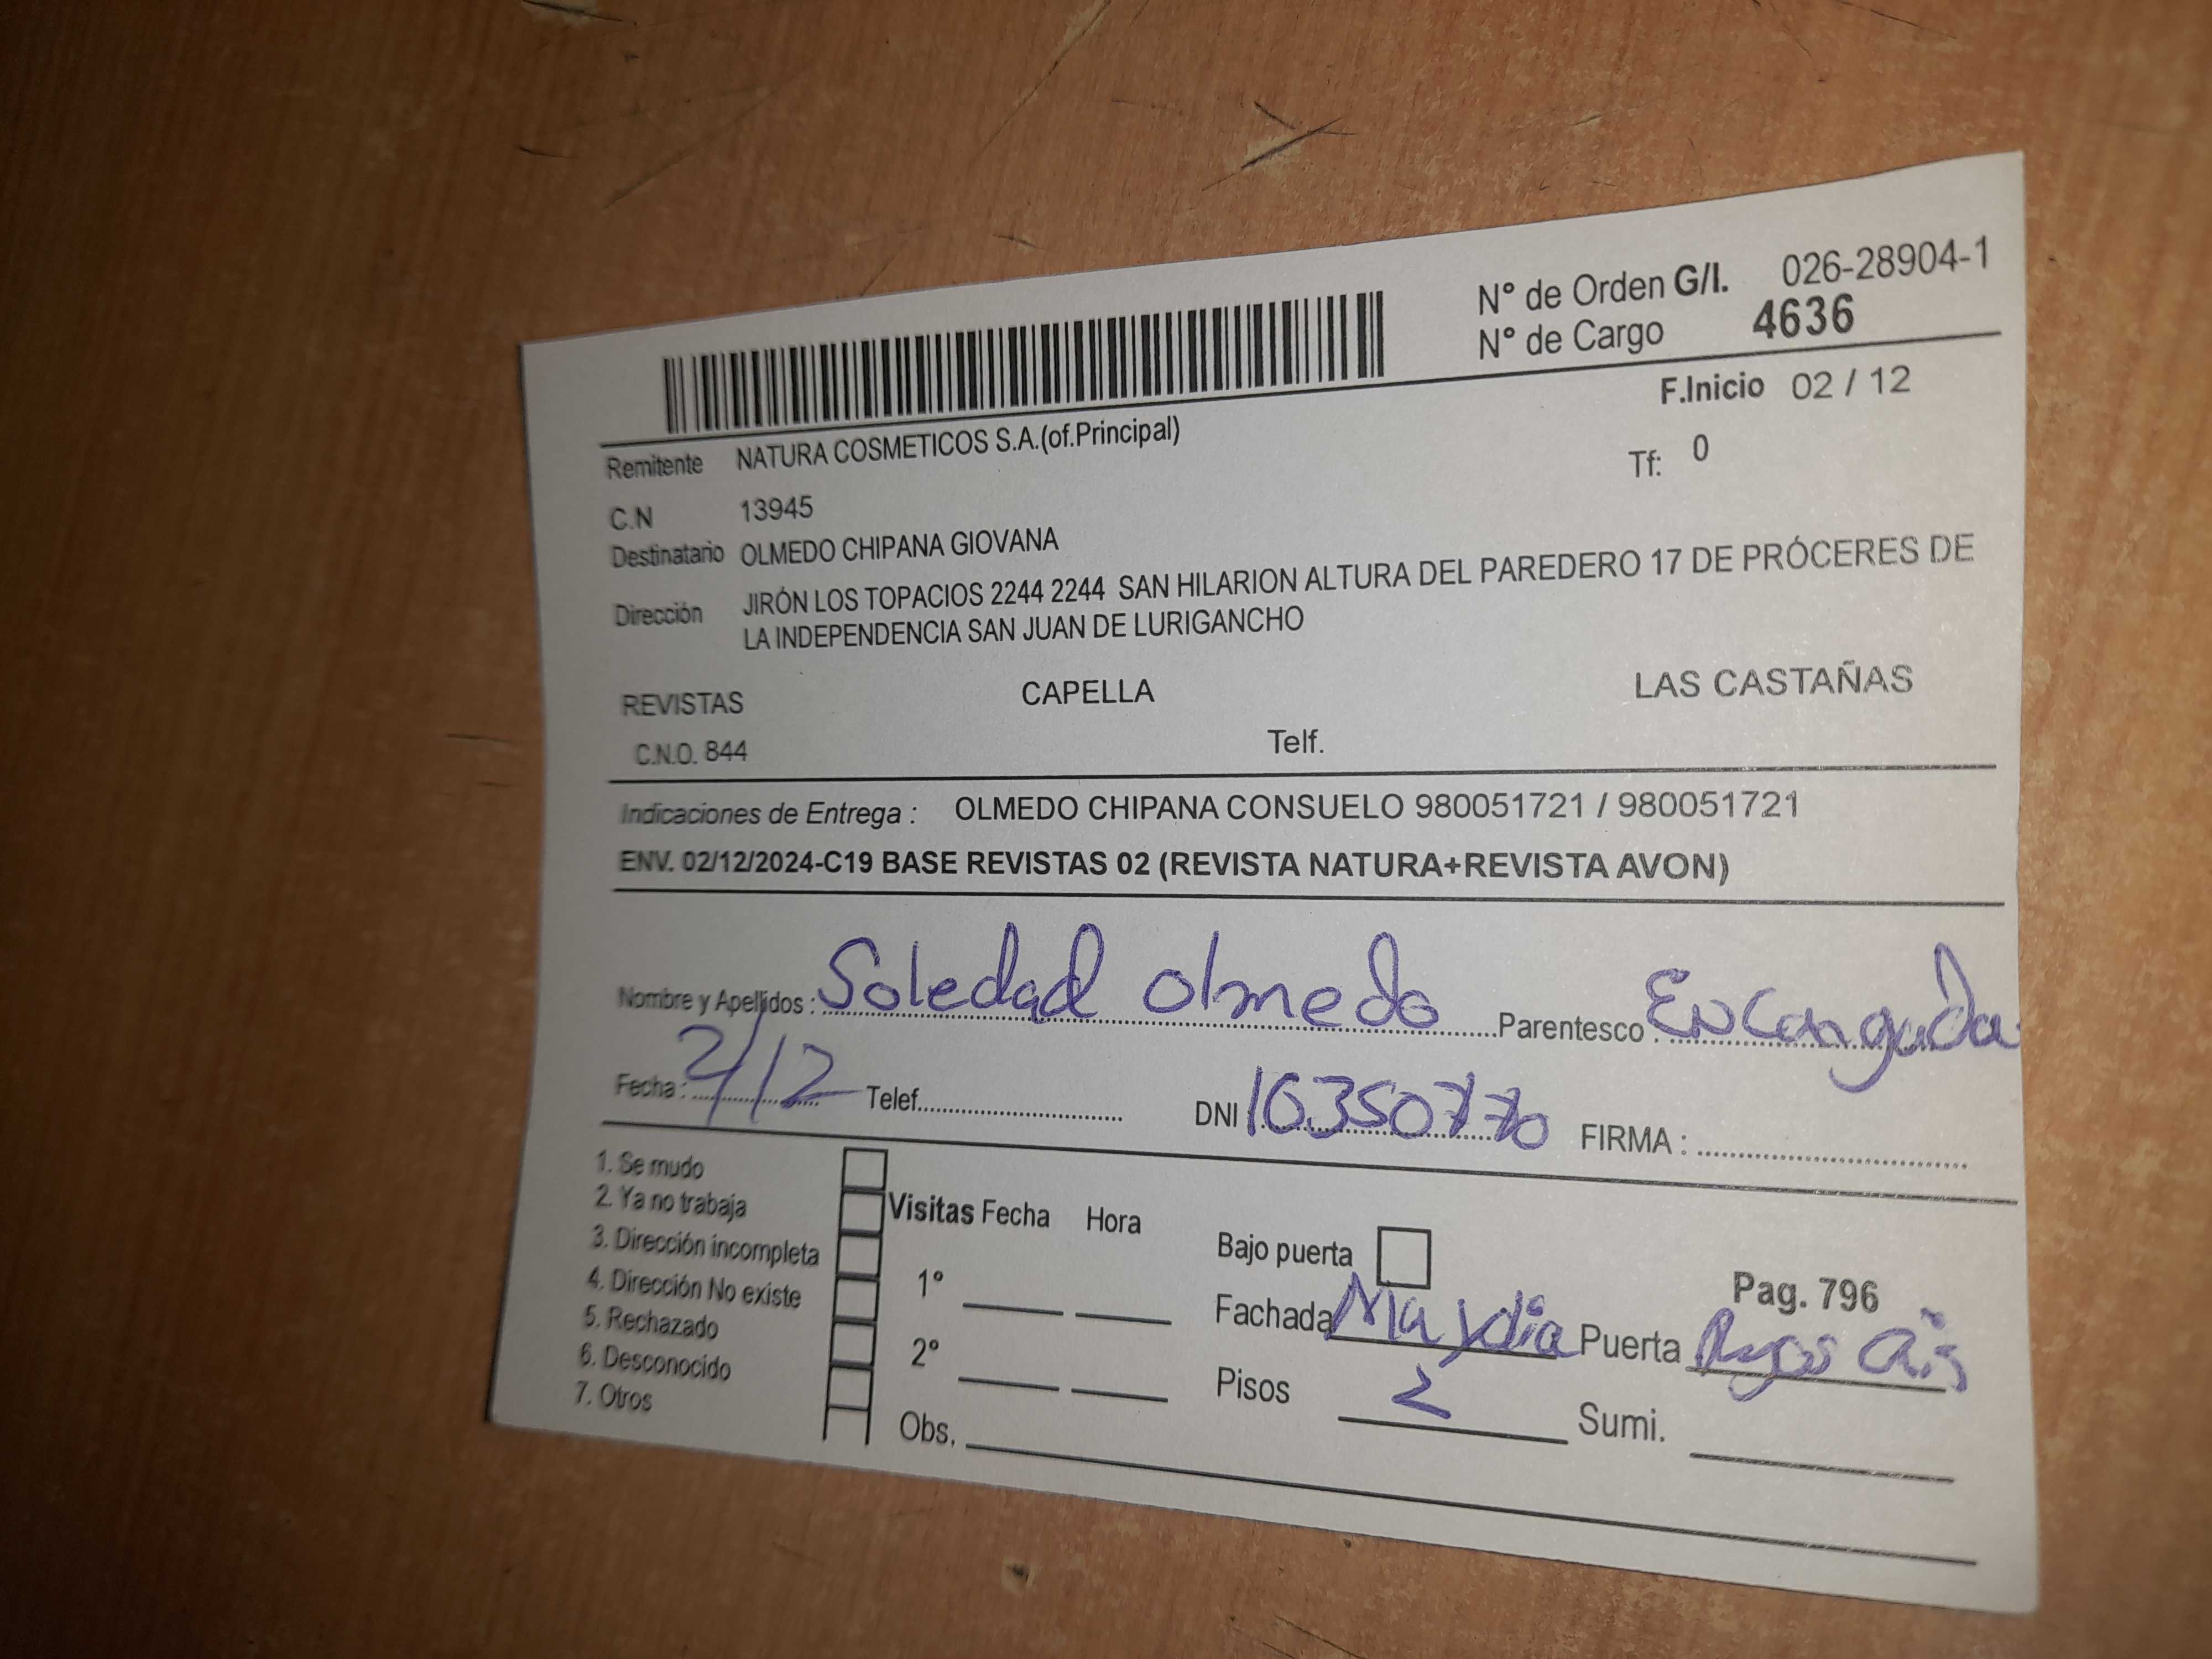 N° de Orden G/I. 026-28904-1
N° de Cargo 4636
F.Inicio 02 / 12
Remitente NATURA COSMETICOS S.A.(of.Principal)
Tf: 0
C.N 13945
Destinatario OLMEDO CHIPANA GIOVANA
Dirección JIRÓN LOS TOPACIOS 2244 2244 SAN HILARION ALTURA DEL PAREDERO 17 DE PRÓCERES DE
LA INDEPENDENCIA SAN JUAN DE LURIGANCHO
REVISTAS CAPELLA LAS CASTAÑAS
C.N.O. 844 Telf.
Indicaciones de Entrega : OLMEDO CHIPANA CONSUELO 980051721 / 980051721
ENV. 02/12/2024-C19 BASE REVISTAS 02 (REVISTA NATURA+REVISTA AVON)
Nombre y Apellidos : Soledad Olmedo Parentesco : Encargada
Fecha : 2/12 Telef. DNI : 10350770 FIRMA :
1. Se mudo
2. Ya no trabaja Visitas Fecha Hora
3. Dirección incompleta Bajo puerta
4. Dirección No existe 1° Pag. 796
5. Rechazado Fachada Puerta
6. Desconocido 2° Pisos 2
7. Otros Obs. Sumi.